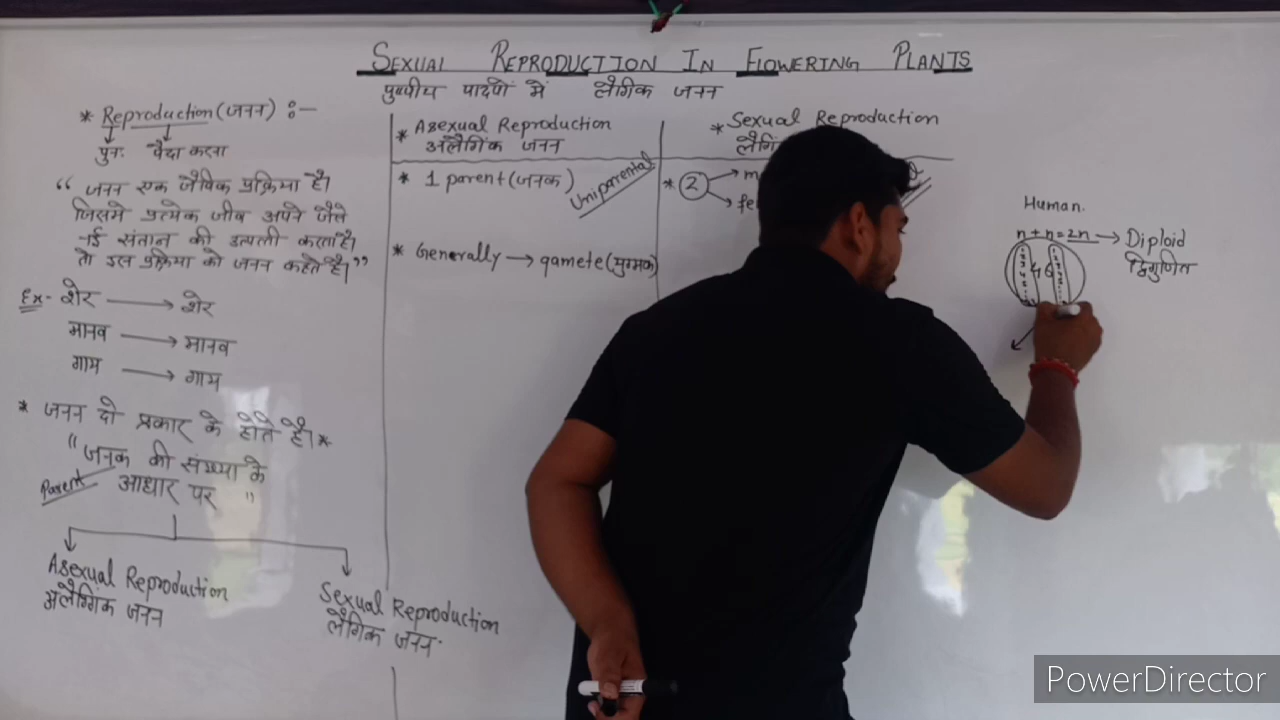 SEXUAL REPRODUCTION IN FLOWERING PLANTS
पुष्पीय पादपों में लैंगिक जनन
* Reproduction (जनन) :-
पुनः पैदा करना
“ जनन एक जैविक प्रक्रिया है।
जिसमे प्रत्येक जीव अपने जैसे
नई संतान की उत्पत्ती करता है।
तो इस प्रक्रिया को जनन कहते है।”
Ex- शेर → शेर
मानव → मानव
गाय → गाय
* जनन दो प्रकार के होते है। *
“ जनक की संख्या के
Parent आधार पर ”
Asexual Reproduction
अलैंगिक जनन
Sexual Reproduction
लैंगिक जनन
* Asexual Reproduction
अलैंगिक जनन
* 1 parent (जनक)
Uniparental
* Generally → gamete (युग्मक)
* Sexual Reproduction
* 2
Human.
n + n = 2n → Diploid
द्विगुणित
46
PowerDirector